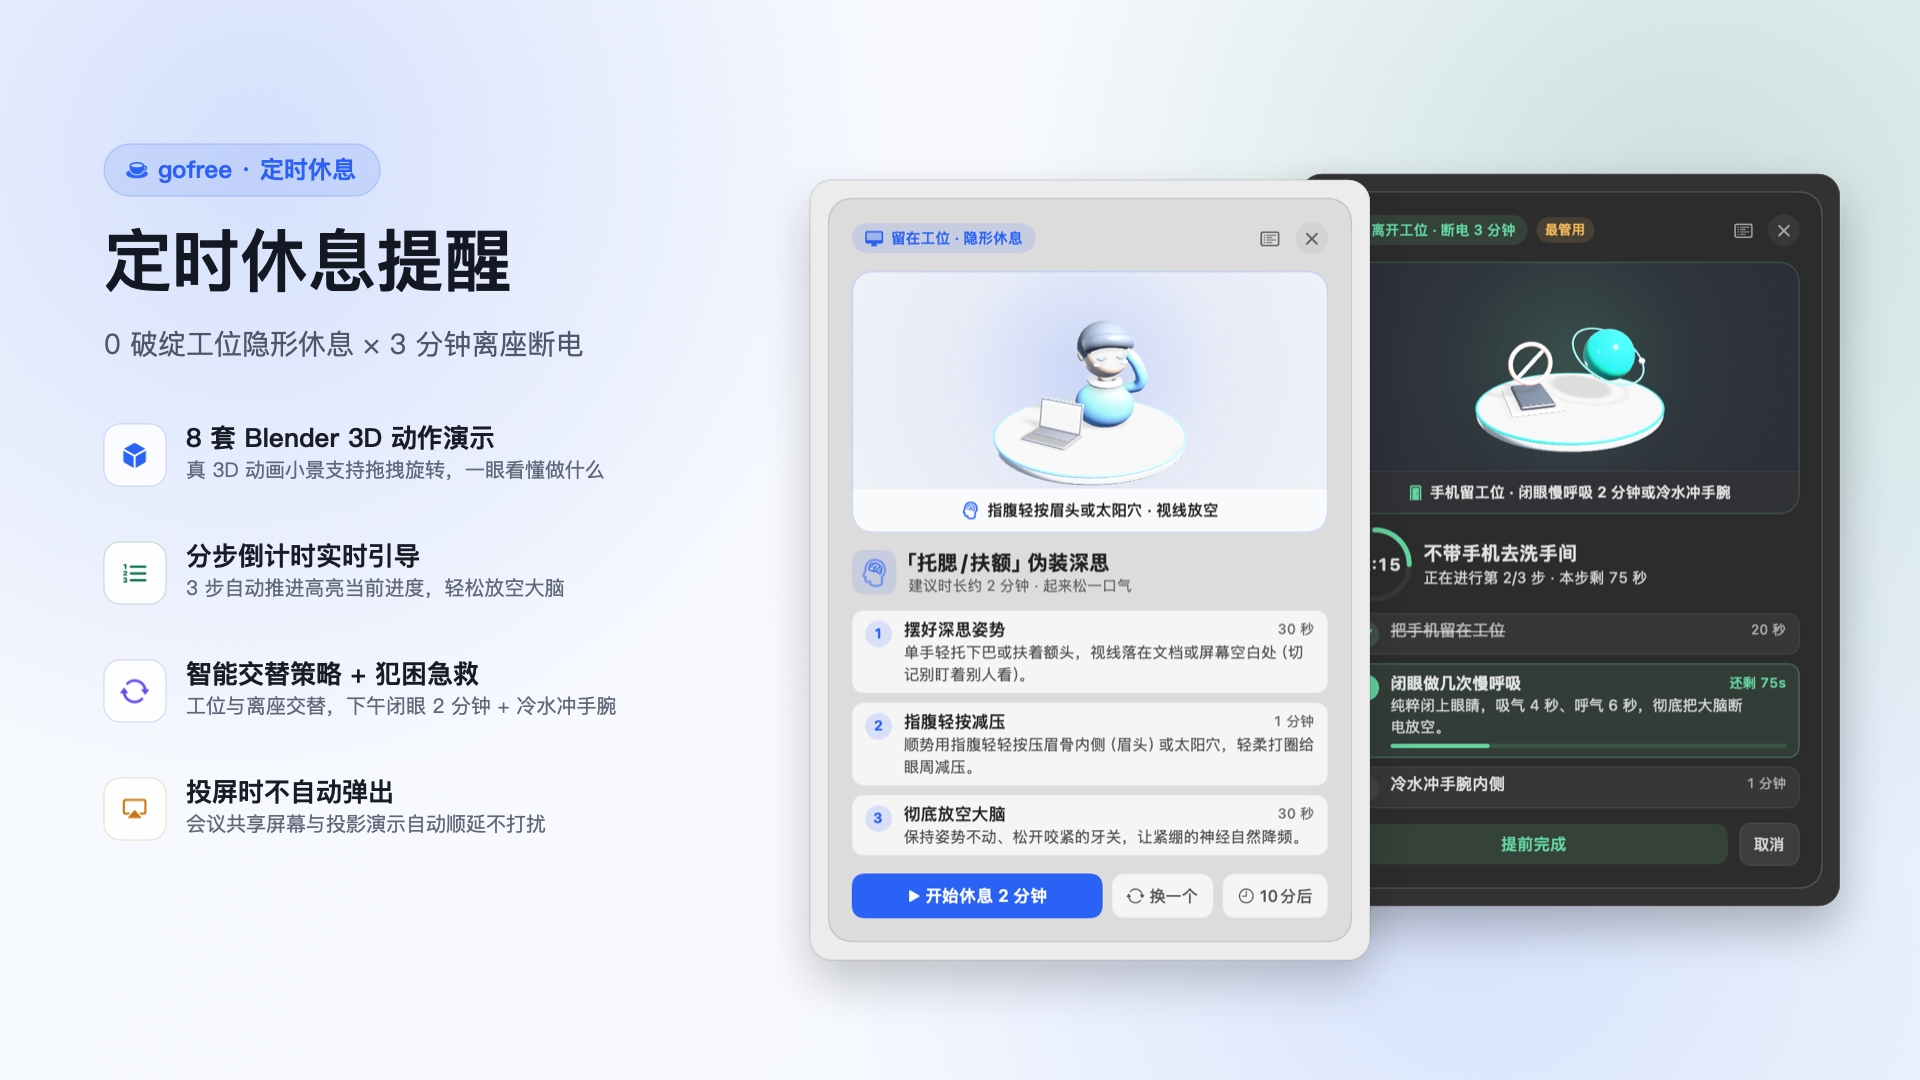 gofree · 定时休息
定时休息提醒
0 破绽工位隐形休息 × 3 分钟离座断电
8 套 Blender 3D 动作演示
真 3D 动画小景支持拖拽旋转，一眼看懂做什么
分步倒计时实时引导
3 步自动推进高亮当前进度，轻松放空大脑
智能交替策略 + 犯困急救
工位与离座交替，下午闭眼 2 分钟 + 冷水冲手腕
投屏时不自动弹出
会议共享屏幕与投影演示自动顺延不打扰
留在工位 · 隐形休息
指腹轻按眉头或太阳穴 · 视线放空
「托腮/扶额」伪装深思
建议时长约 2 分钟 · 起来松一口气
1 摆好深思姿势 30 秒
单手轻托下巴或扶着额头，视线落在文档或屏幕空白处（切
记别盯着别人看）。
2 指腹轻按减压 1 分钟
顺势用指腹轻轻按压眉骨内侧（眉头）或太阳穴，轻柔打圈给
眼周减压。
3 彻底放空大脑 30 秒
保持姿势不动、松开咬紧的牙关，让紧绷的神经自然降频。
开始休息 2 分钟
换一个
10 分后
离开工位 · 断电 3 分钟
最管用
手机留工位 · 闭眼慢呼吸 2 分钟或冷水冲手腕
:15
不带手机去洗手间
正在进行第 2/3 步 · 本步剩 75 秒
把手机留在工位 20 秒
闭眼做几次慢呼吸 还剩 75s
纯粹闭上眼睛，吸气 4 秒、呼气 6 秒，彻底把大脑断
电放空。
冷水冲手腕内侧 1 分钟
提前完成
取消